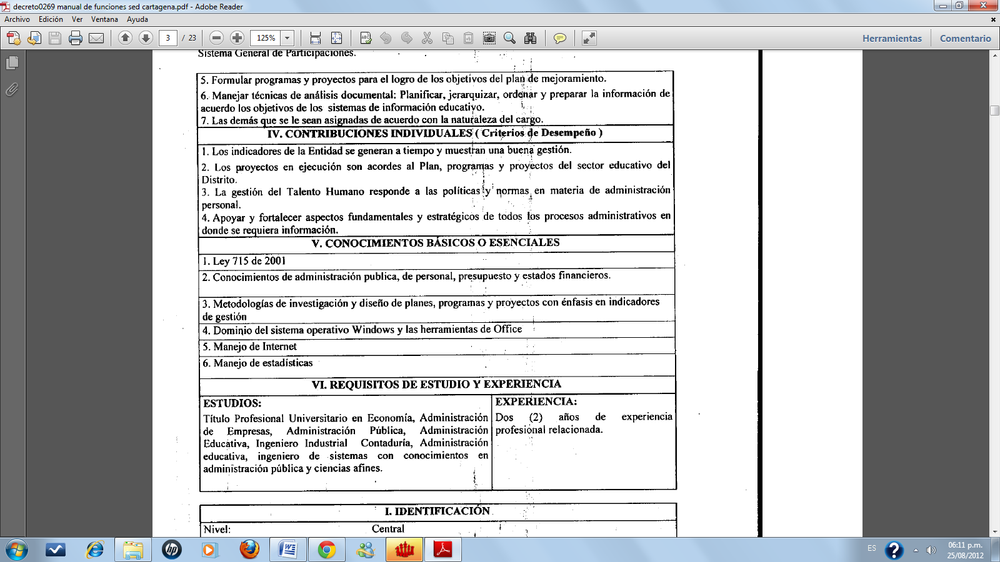 decreto0269 manual de funciones sed cartagena.pdf - Adobe Reader
Archivo Edición Ver Ventana Ayuda
3 / 23 125% Herramientas Comentario
Sistema General de Participaciones.
5. Formular programas y proyectos para el logro de los objetivos del plan de mejoramiento.
6. Manejar técnicas de análisis documental: Planificar, jerarquizar, ordenar y preparar la información de
acuerdo los objetivos de los sistemas de información educativo.
7. Las demás que se le sean asignadas de acuerdo con la naturaleza del cargo.
IV. CONTRIBUCIONES INDIVIDUALES ( Criterios de Desempeño )
1. Los indicadores de la Entidad se generan a tiempo y muestran una buena gestión.
2. Los proyectos en ejecución son acordes al Plan, programas y proyectos del sector educativo del
Distrito.
3. La gestión del Talento Humano responde a las políticas y normas en materia de administración
personal.
4. Apoyar y fortalecer aspectos fundamentales y estratégicos de todos los procesos administrativos en
donde se requiera información.
V. CONOCIMIENTOS BÁSICOS O ESENCIALES
1. Ley 715 de 2001
2. Conocimientos de administración publica, de personal, presupuesto y estados financieros.
3. Metodologías de investigación y diseño de planes, programas y proyectos con énfasis en indicadores
de gestión
4. Dominio del sistema operativo Windows y las herramientas de Office
5. Manejo de Internet
6. Manejo de estadísticas
VI. REQUISITOS DE ESTUDIO Y EXPERIENCIA
ESTUDIOS:
Título Profesional Universitario en Economía, Administración
de Empresas, Administración Pública, Administración
Educativa, Ingeniero Industrial Contaduría, Administración
educativa, ingeniero de sistemas con conocimientos en
administración pública y ciencias afines.
EXPERIENCIA:
Dos (2) años de experiencia
profesional relacionada.
I. IDENTIFICACIÓN
Nivel: Central
ES
06:11 p.m.
25/08/2012